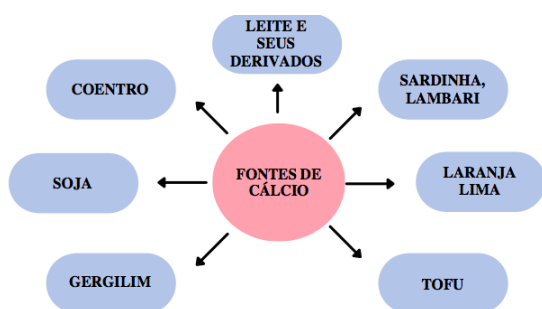 LEITE E
SEUS
DERIVADOS
COENTRO
SARDINHA,
LAMBARI
SOJA
FONTES DE
CÁLCIO
LARANJA
LIMA
GERGILIM
TOFU